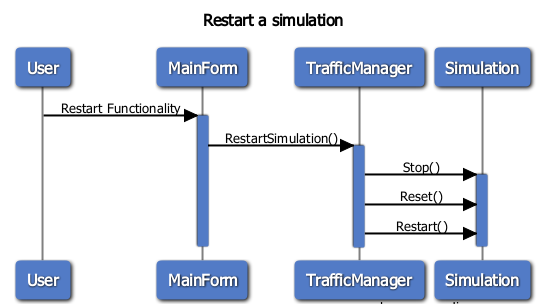 Restart a simulation
User MainForm TrafficManager Simulation
Restart Functionality
RestartSimulation()
Stop()
Reset()
Restart()
User MainForm TrafficManager Simulation